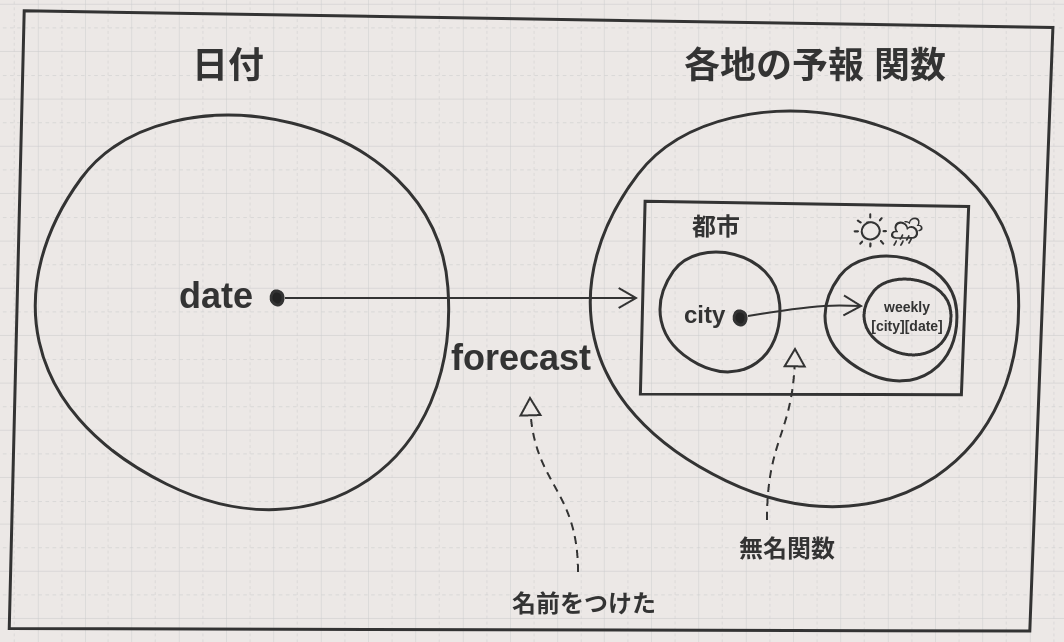 日付
各地の予報 関数
都市
date
forecast
city
weekly
[city][date]
無名関数
名前をつけた